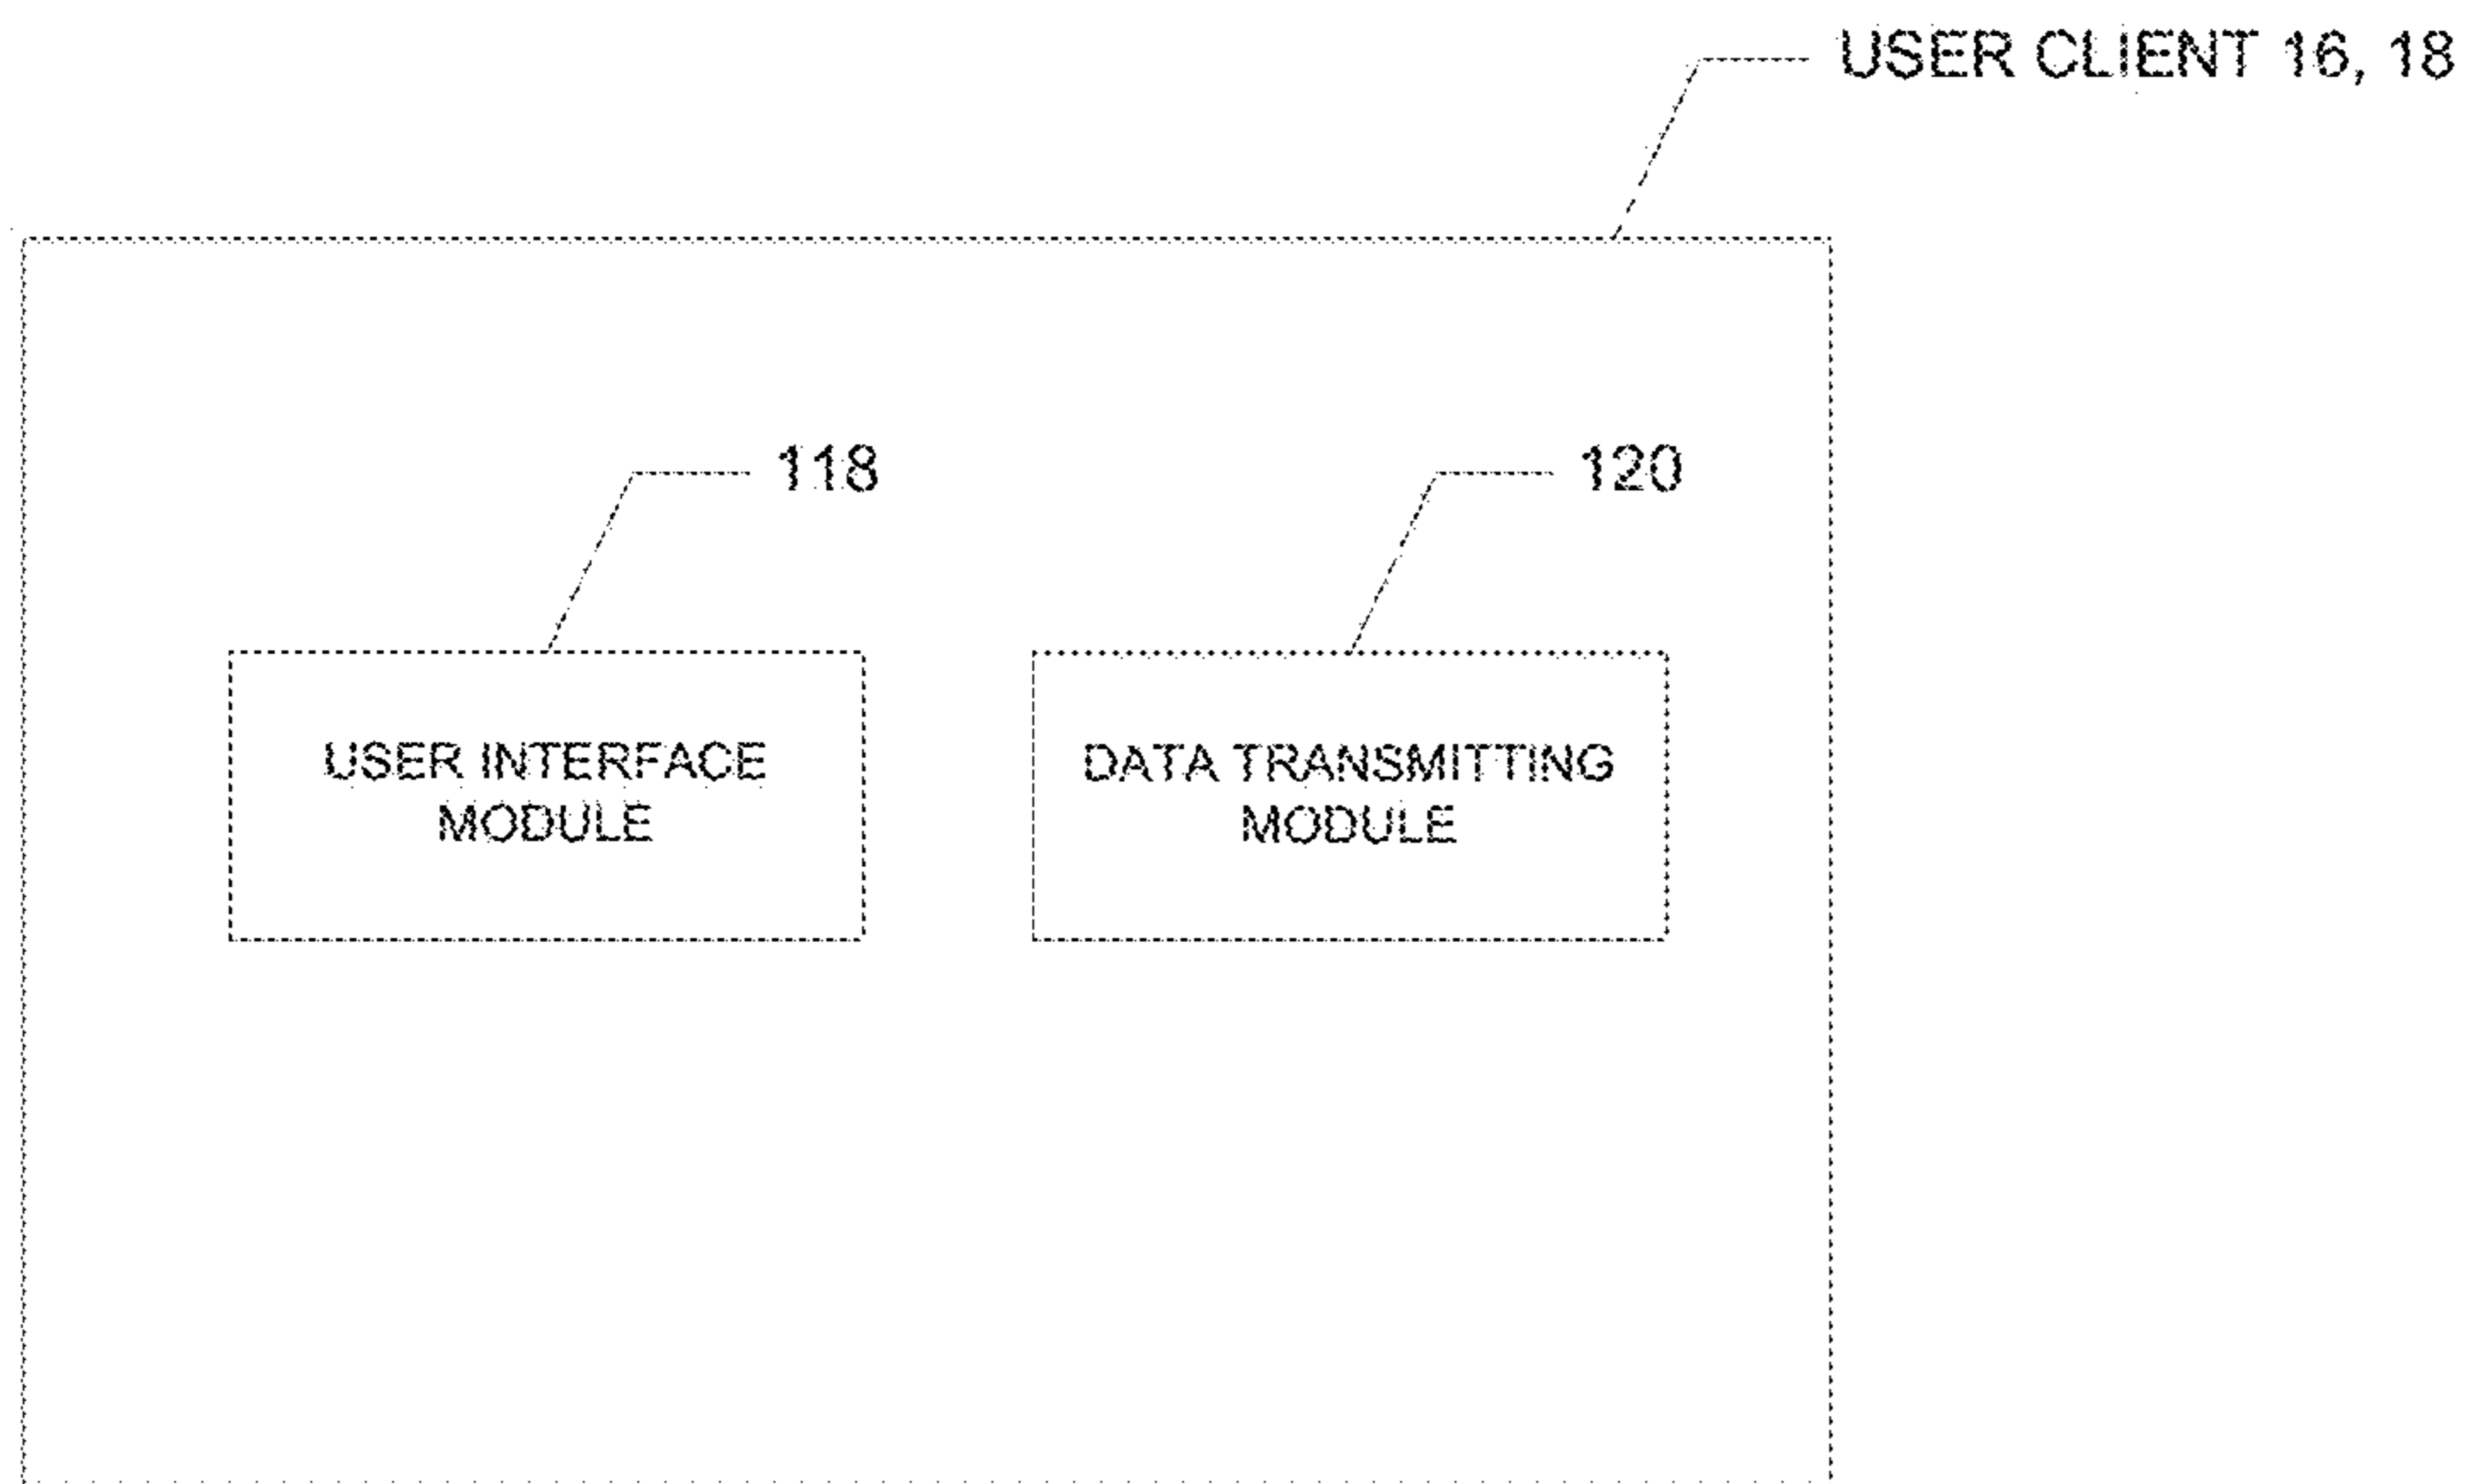 USER CLIENT 16, 18
118
120
USER INTERFACE
MODULE
DATA TRANSMITTING
MODULE